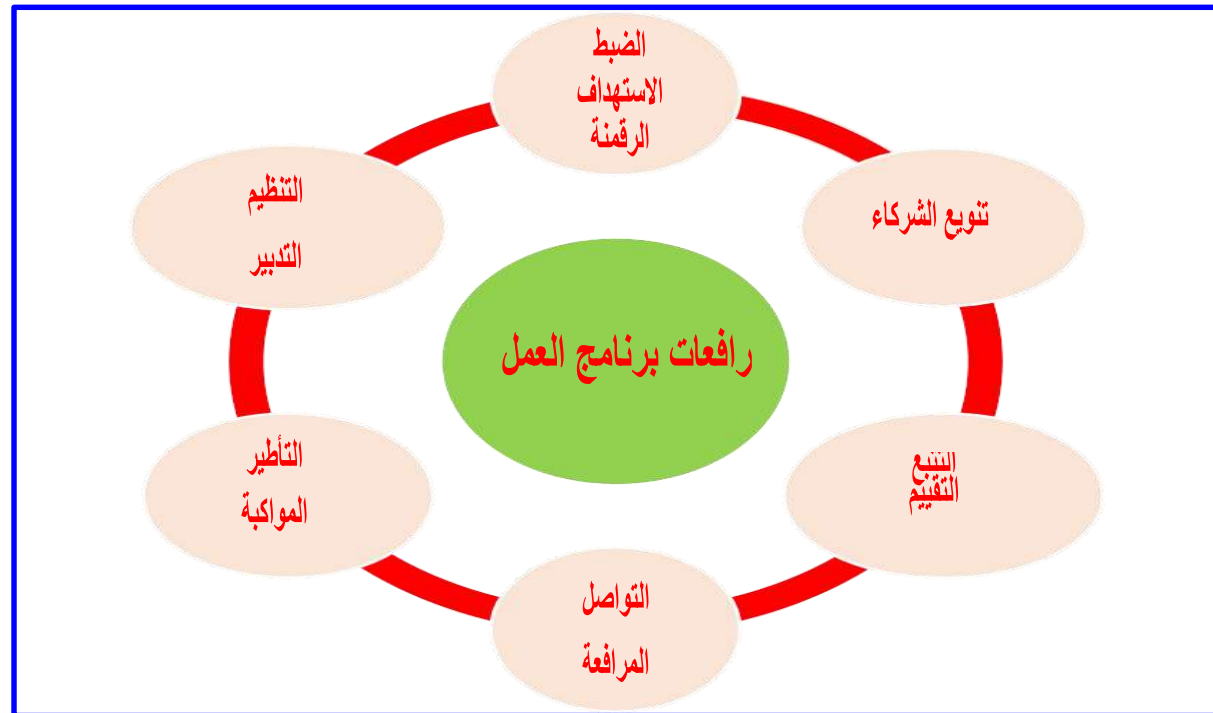 الضبط
الاستهداف
الرقمنة
تنويع الشركاء
التنظيم
التدبير
رافعات برنامج العمل
التتبع
التقييم
التأطير
المواكبة
التواصل
المرافعة